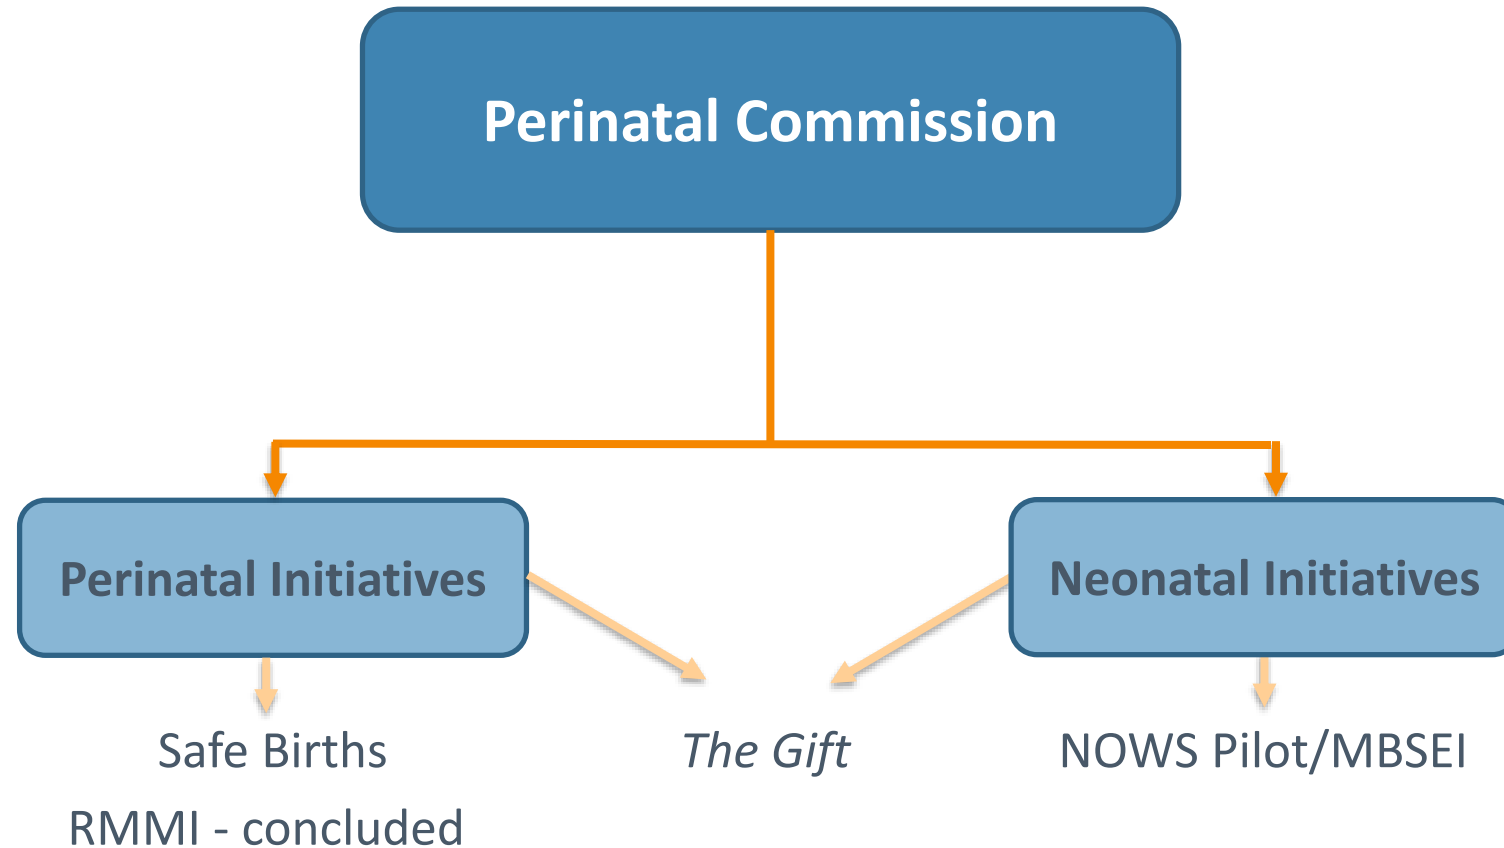 Perinatal Commission
Perinatal Initiatives
Neonatal Initiatives
Safe Births
The Gift
NOWS Pilot/MBSEI
RMMI - concluded